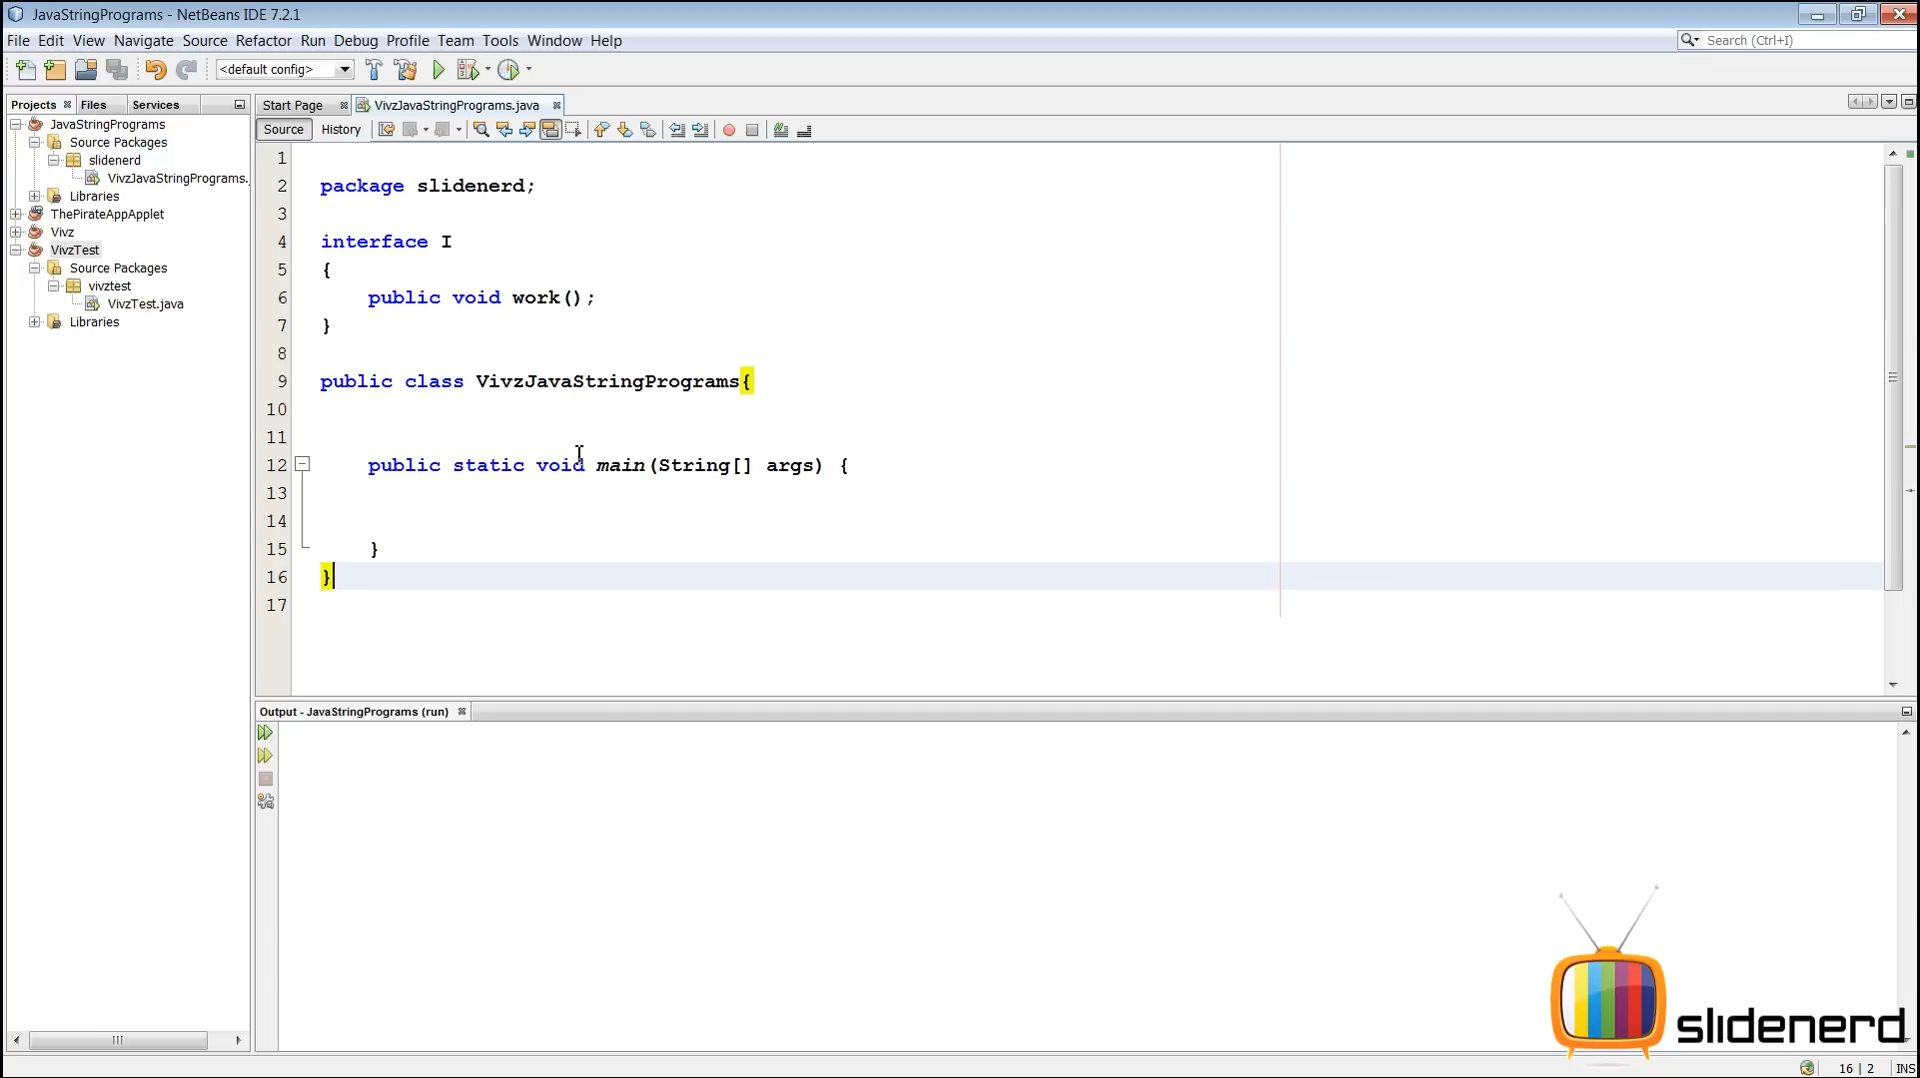 JavaStringPrograms - NetBeans IDE 7.2.1
File Edit View Navigate Source Refactor Run Debug Profile Team Tools Window Help
Search (Ctrl+I)
<default config>
Projects Files Services
Start Page VivzJavaStringPrograms.java
Source History
JavaStringPrograms
Source Packages
slidenerd
VivzJavaStringPrograms.
Libraries
ThePirateAppApplet
Vivz
VivzTest
Source Packages
vivztest
VivzTest.java
Libraries
1
2 package slidenerd;
3
4 interface I
5 {
6 public void work();
7 }
8
9 public class VivzJavaStringPrograms{
10
11
12 public static void main(String[] args) {
13
14
15 }
16 }
17
Output - JavaStringPrograms (run)
slidenerd
16 | 2 INS